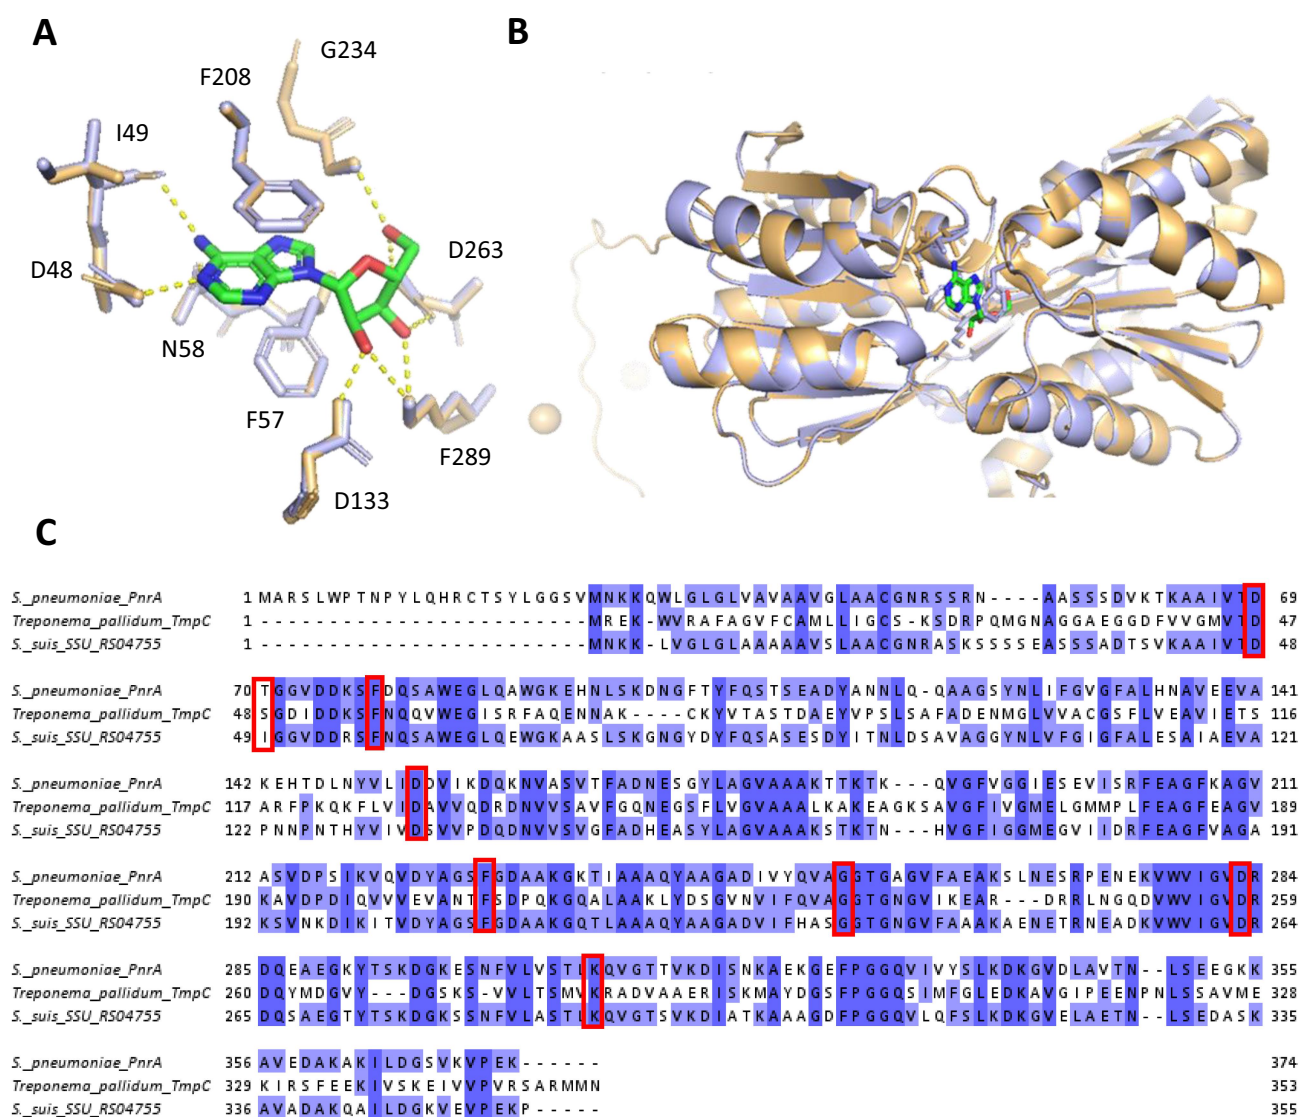 A
B
G234
F208
I49
D263
D48
N58
F57
F289
D133
C
S._pneumoniae_PnrA 1 MARSLWPTNPYLQHRCTSYLGGSVMNKKQWLGLGLVAVAAVGLAACGNRSSRN----AASSSDVKTKAAIVTD 69
Treponema_pallidum_TmpC 1 ------------------------MREK-WVRAFAGVFCAMLLIGCS-KSDRPQMGNAGGAEGGDFVVGMVTD 47
S._suis_SSU_RS04755 1 ------------------------MNKK-LVGLGLAAAAAVSLAACGNRASKSSSSEASSSADTSVKAAIVTD 48
S._pneumoniae_PnrA 70 TGGVDDKSFDQSAWEGLQAWGKEHNLSKDNGFTYFQSTSEADYANNLQ-QAAGSYNLIFGVGFALHNAVEEVA 141
Treponema_pallidum_TmpC 48 SGDIDDKSFNQQVWEGISRFAQENNAK----CKYVTASTDAEYVPSLSAFADENMGLVVACGSFLVEAVIETS 116
S._suis_SSU_RS04755 49 IGGVDDRSFNQSAWEGLQEWGKAASLSKGNGYDYFQSASESDYITNLDSAVAGGYNLVFGIGFALESAIAEVA 121
S._pneumoniae_PnrA 142 KEHTDLNYVLIDDVIKDQKNVASVTFADNESGYLAGVAAAKTTKTK---QVGFVGGIESEVISRFEAGFKAGV 211
Treponema_pallidum_TmpC 117 ARFPKQKFLVIDAVVQDRDNVVSAVFGQNEGSFLVGVAAALKAKEAGKSAVGFIVGMELGMMPLFEAGFEAGV 189
S._suis_SSU_RS04755 122 PNNPNTHYVIVDSVVPDQDNVVSVGFADHEASYLAGVAAAKSTKTN---HVGFIGGMEGVIIDRFEAGFVAGA 191
S._pneumoniae_PnrA 212 ASVDPSIKVQVDYAGSFGDAAKGKTIAAAQYAAGADIVYQVAGGTGAGVFAEAKSLNESRPENEKVWVIGVDR 284
Treponema_pallidum_TmpC 190 KAVDPDIQVVVEVANTFSDPQKGQALAAKLYDSGVNVIFQVAGGTGNGVIKEAR---DRRLNGQDVWVIGVDR 259
S._suis_SSU_RS04755 192 KSVNKDIKITVDYAGSFGDAAKGQTLAAAQYAAGADVIFHASGGTGNGVFAAAKAENETRNEADKVWVIGVDR 264
S._pneumoniae_PnrA 285 DQEAEGKYTSKDGKESNFVLVSTLKQVGTTVKDISNKAEKGEFPGGQVIVYSLKDKGVDLAVTN--LSEEGKK 355
Treponema_pallidum_TmpC 260 DQYMDGVY---DGSKS-VVLTSMVKRADVAAERISKMAYDGSFPGGQSIMFGLEDKAVGIPEENPNLSSAVME 328
S._suis_SSU_RS04755 265 DQSAEGTYTSKDGKSSNFVLASTLKQVGTSVKDIATKAAAGDFPGGQVLQFSLKDKGVELAETN--LSEDASK 335
S._pneumoniae_PnrA 356 AVEDAKAKILDGSVKVPEK------ 374
Treponema_pallidum_TmpC 329 KIRSFEEKIVSKEIVVPVRSARMMN 353
S._suis_SSU_RS04755 336 AVADAKQAILDGKVEVPEKP----- 355